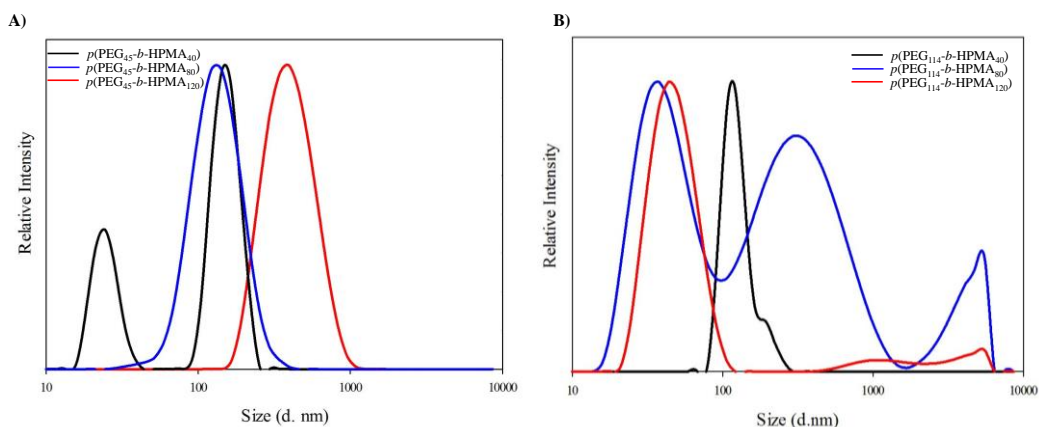 A)
p(PEG₄₅-b-HPMA₄₀)
p(PEG₄₅-b-HPMA₈₀)
p(PEG₄₅-b-HPMA₁₂₀)
Relative Intensity
10 100 1000 10000
Size (d. nm)
B)
p(PEG₁₁₄-b-HPMA₄₀)
p(PEG₁₁₄-b-HPMA₈₀)
p(PEG₁₁₄-b-HPMA₁₂₀)
Relative Intensity
10 100 1000 10000
Size (d.nm)